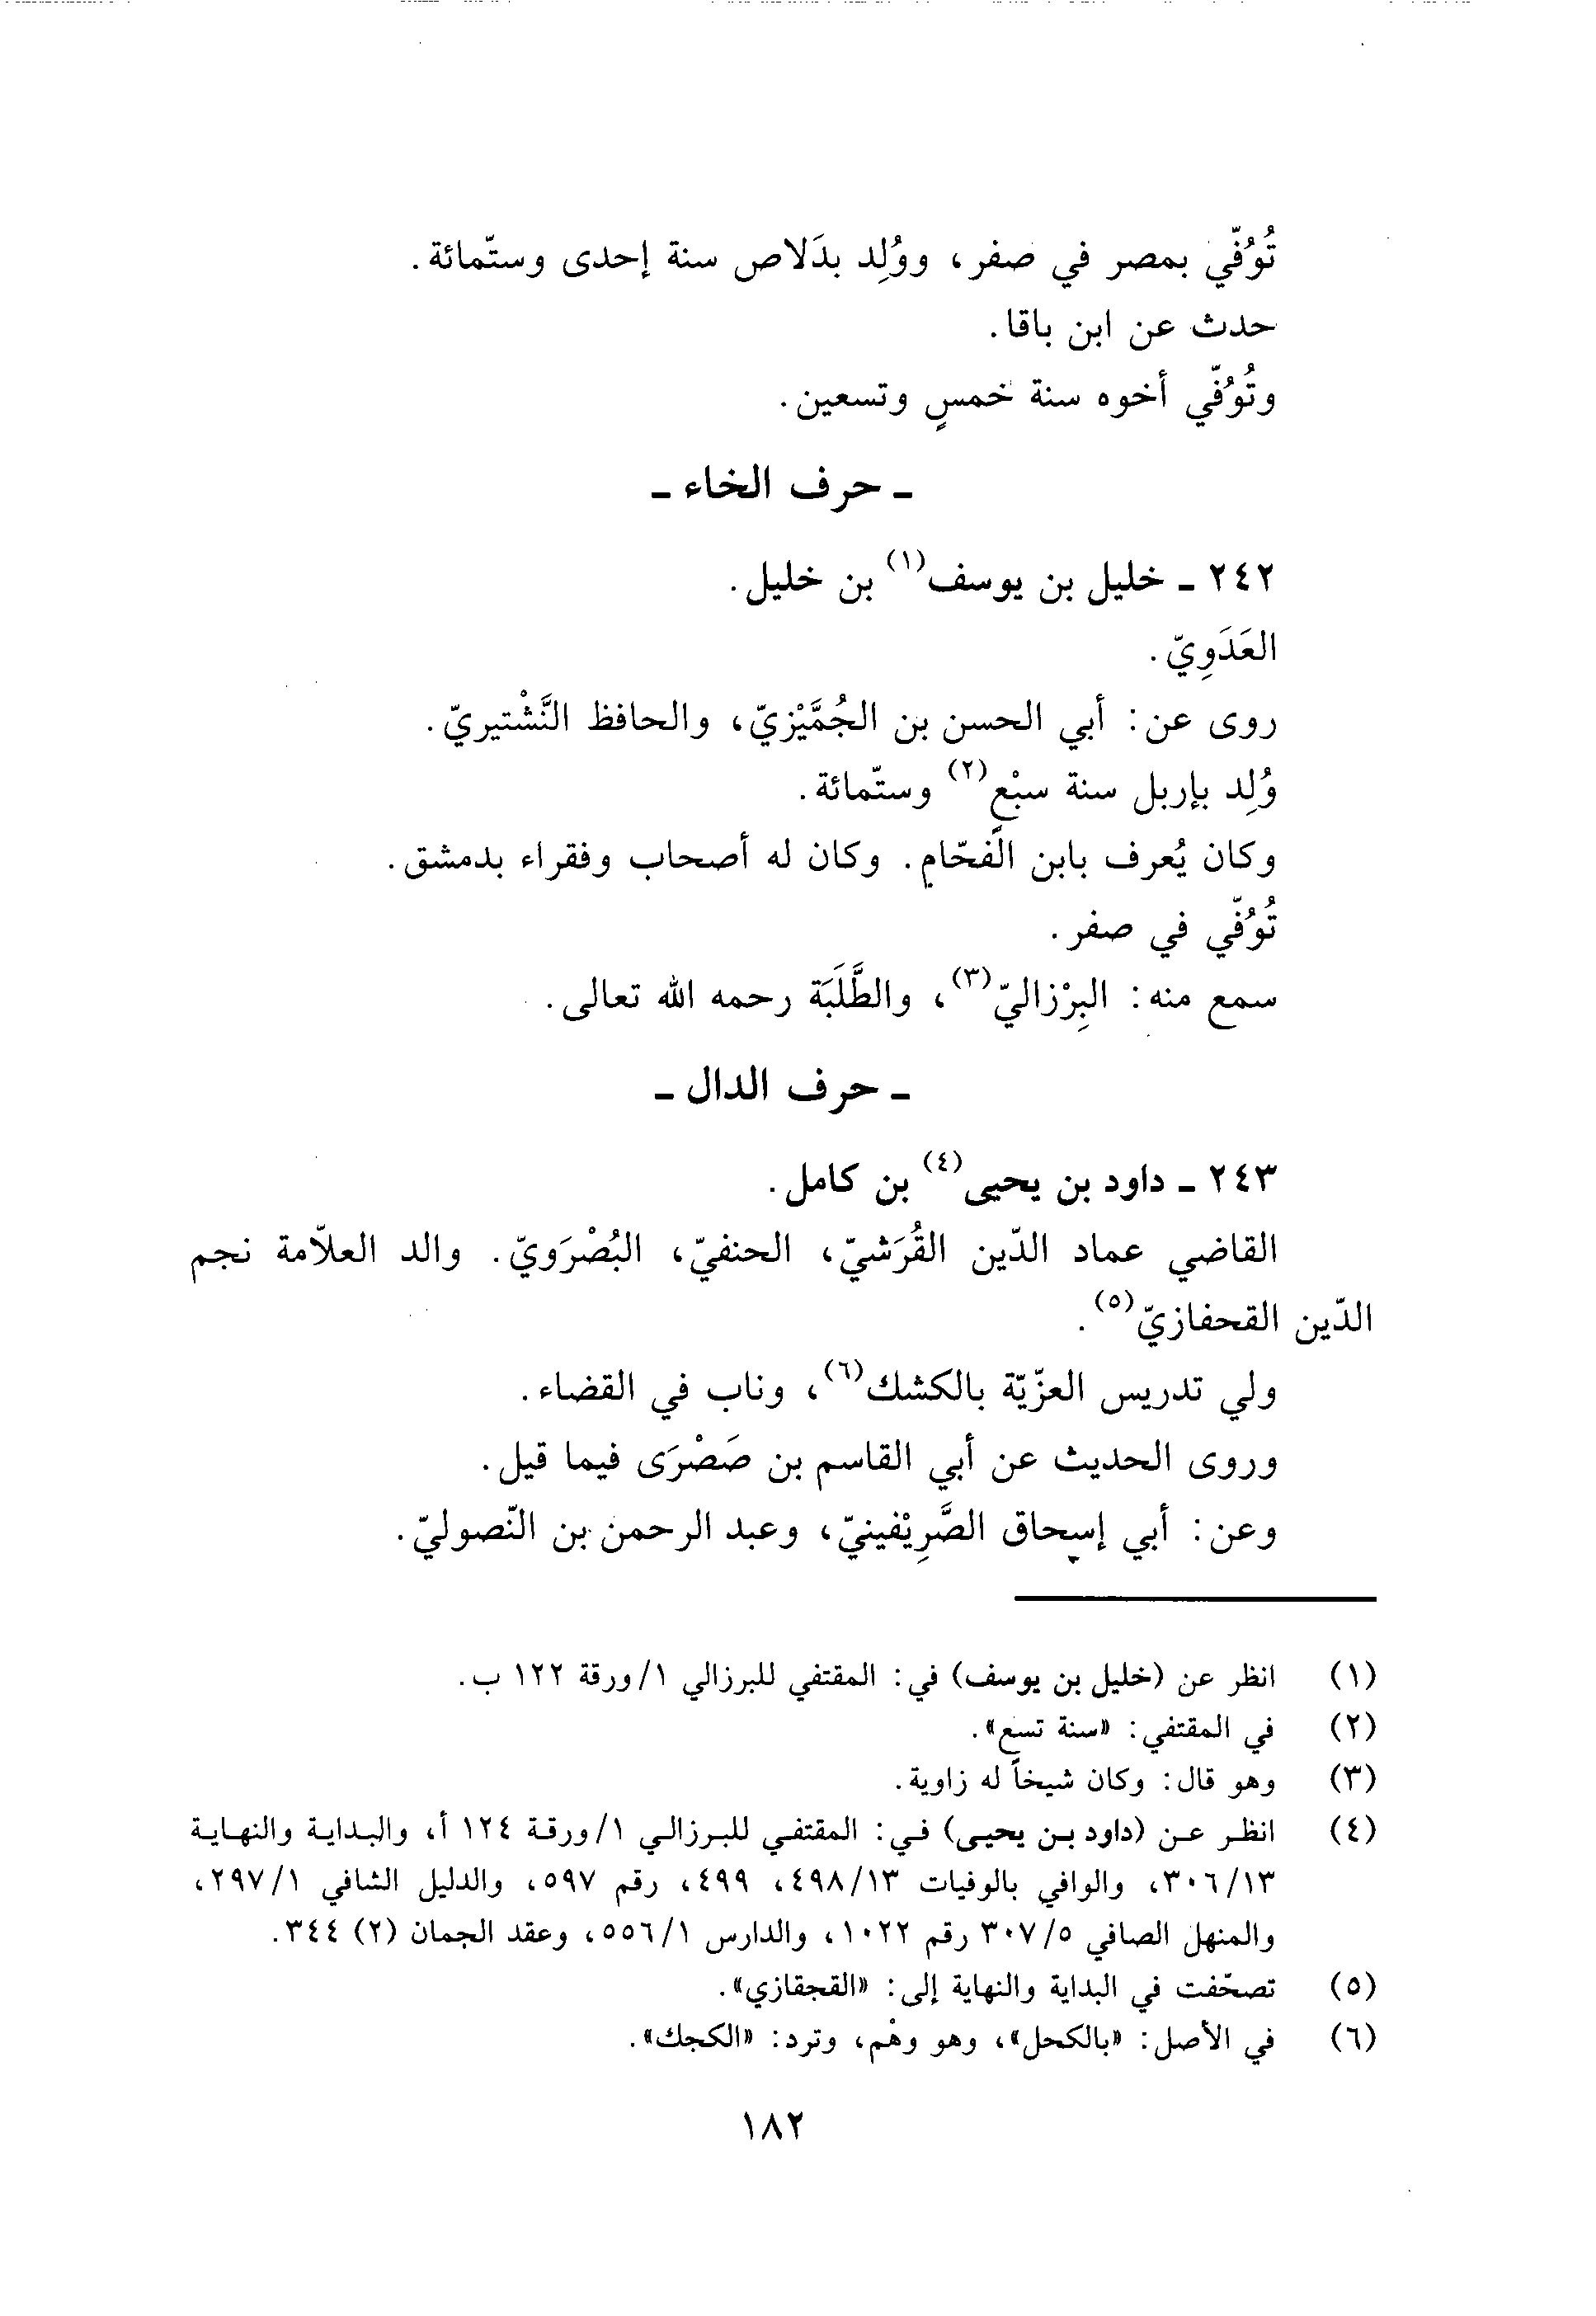 تُوُفّي بمصر في صفر، ووُلِد بدَلاص سنة إحدى وستّمائة.
حدث عن ابن باقا.
وتُوُفّي أخوه سنة خمسٍ وتسعين.
ـ حرف الخاء ـ
٢٤٢ ـ خليل بن يوسف(١) بن خليل.
العَدَوِيّ.
روى عن: أبي الحسن بن الجُمَّيْزيّ، والحافظ النَّشْتيريّ.
وُلِد بإربل سنة سبْعٍ(٢) وستّمائة.
وكان يُعرف بابن الفحّام. وكان له أصحاب وفقراء بدمشق.
تُوُفّي في صفر.
سمع منه: البِرْزاليّ(٣)، والطَّلَبَة رحمه الله تعالى.
ـ حرف الدال ـ
٢٤٣ ـ داود بن يحيى(٤) بن كامل.
القاضي عماد الدّين القُرَشيّ، الحنفيّ، البُصْرَويّ. والد العلاّمة نجم
الدّين القحفازيّ(٥).
ولي تدريس العزّيّة بالكشك(٦)، وناب في القضاء.
وروى الحديث عن أبي القاسم بن صَصْرَى فيما قيل.
وعن: أبي إسحاق الصَّرِيْفينيّ، وعبد الرحمن بن النّصوليّ.
(١) انظر عن (خليل بن يوسف) في: المقتفي للبرزالي ١/ورقة ١٢٢ ب.
(٢) في المقتفي: «سنة تسع».
(٣) وهو قال: وكان شيخاً له زاوية.
(٤) انظر عن (داود بن يحيى) في: المقتفي للبرزالي ١/ورقة ١٢٤ أ، والبداية والنهاية
١٣/٣٠٦، والوافي بالوفيات ١٣/٤٩٨، ٤٩٩، رقم ٥٩٧، والدليل الشافي ١/٢٩٧،
والمنهل الصافي ٥/٣٠٧ رقم ١٠٢٢، والدارس ١/٥٥٦، وعقد الجمان (٢) ٣٤٤.
(٥) تصحّفت في البداية والنهاية إلى: «القجقازي».
(٦) في الأصل: «بالكحل»، وهو وهْم، وترد: «الكجك».
١٨٢